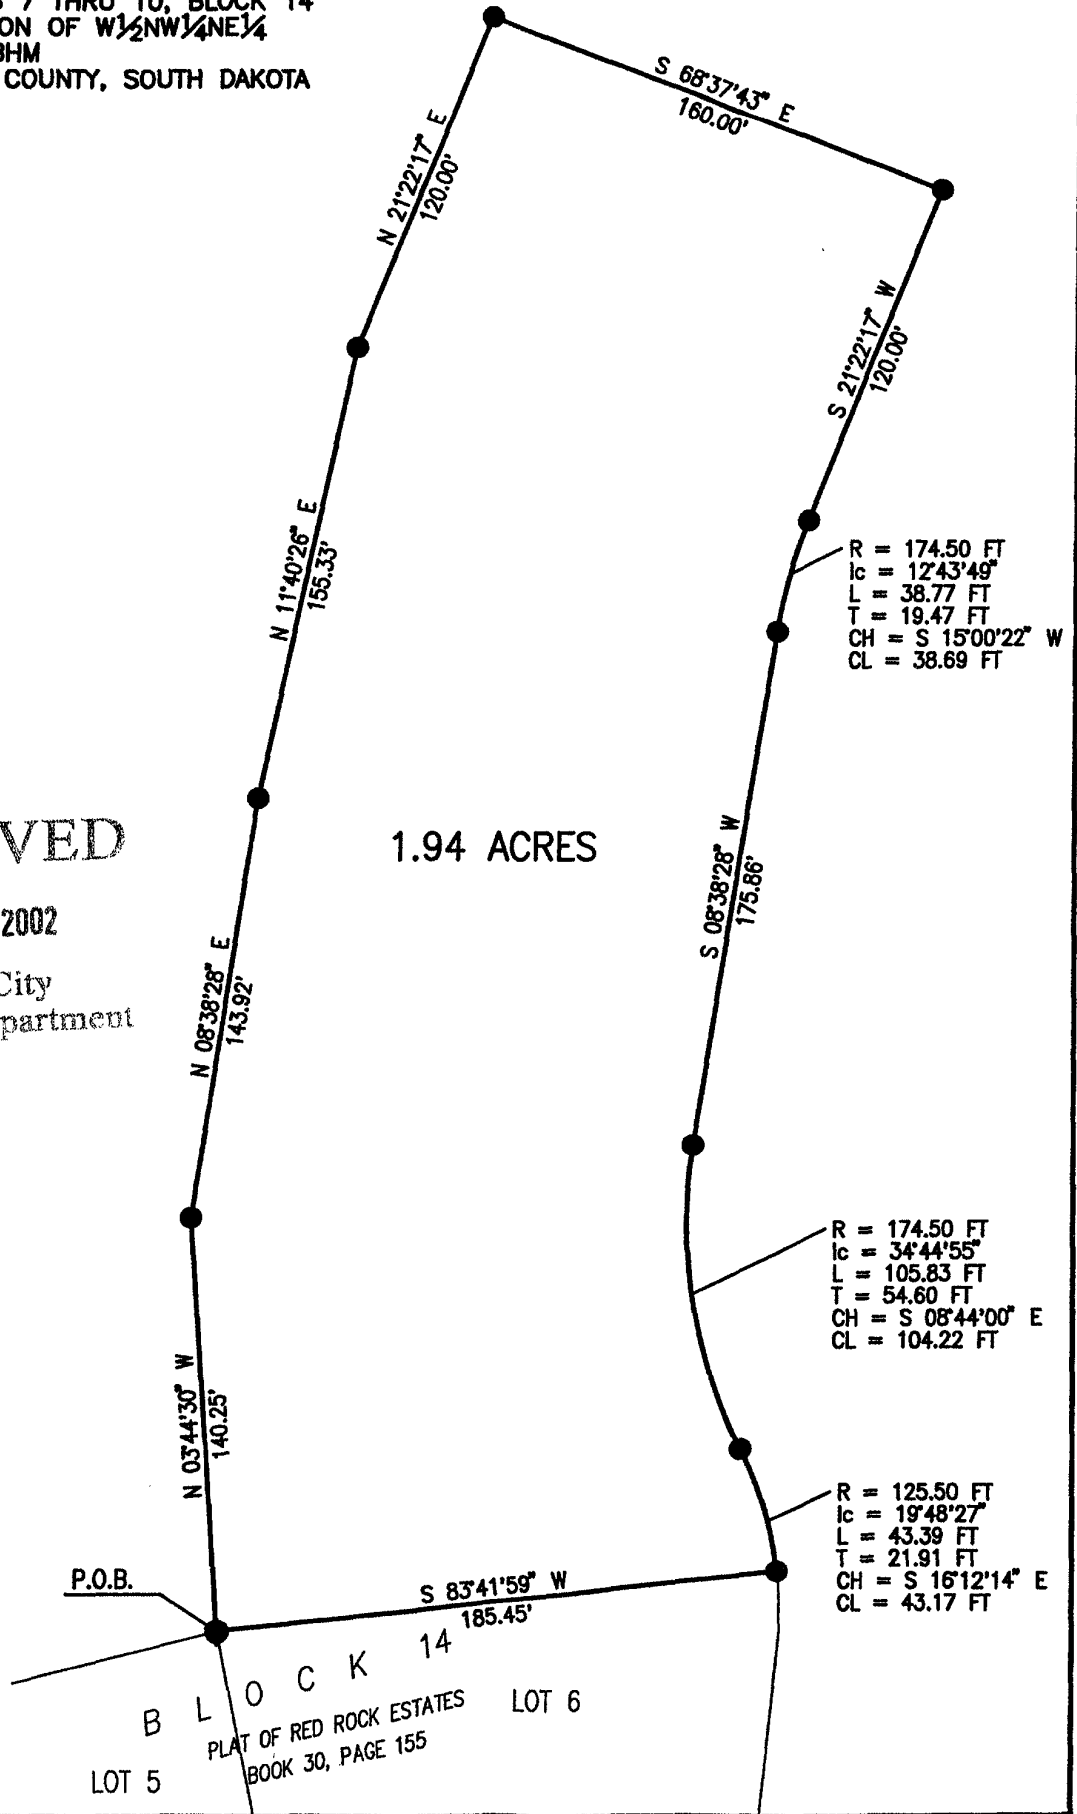 7 THRU 10, BLOCK 14
ON OF W½NW¼NE¼
BHM
COUNTY, SOUTH DAKOTA
S 68°37'43" E
160.00'
N 21°22'17" E
120.00'
S 21°22'17" W
120.00'
N 11°40'26" E
155.33'
R = 174.50 FT
Ic = 12°43'49"
L = 38.77 FT
T = 19.47 FT
CH = S 15°00'22" W
CL = 38.69 FT
VED
2002
City
partment
1.94 ACRES
S 08°38'28" W
175.86'
N 08°38'28" E
143.92'
R = 174.50 FT
Ic = 34°44'55"
L = 105.83 FT
T = 54.60 FT
CH = S 08°44'00" E
CL = 104.22 FT
N 03°44'30" W
140.25'
R = 125.50 FT
Ic = 19°48'27"
L = 43.39 FT
T = 21.91 FT
CH = S 16°12'14" E
CL = 43.17 FT
P.O.B.
S 83°41'59" W
185.45'
BLOCK 14
PLAT OF RED ROCK ESTATES
BOOK 30, PAGE 155
LOT 6
LOT 5